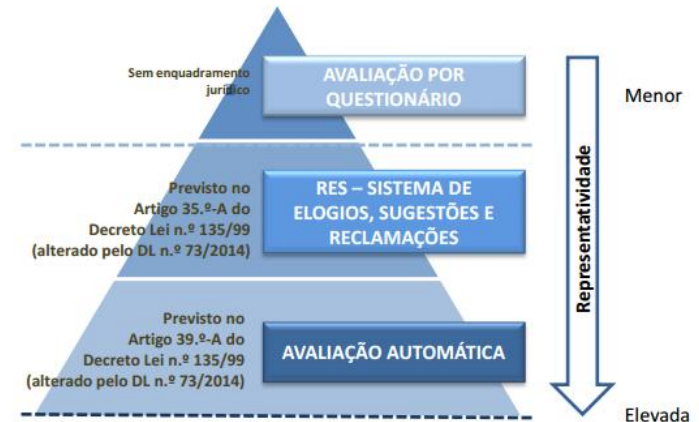 Sem enquadramento
jurídico
AVALIAÇÃO POR
QUESTIONÁRIO
Menor
Previsto no
Artigo 35.º-A do
Decreto Lei n.º 135/99
(alterado pelo DL n.º 73/2014)
RES – SISTEMA DE
ELOGIOS, SUGESTÕES E
RECLAMAÇÕES
Representatividade
Previsto no
Artigo 39.º-A do
Decreto Lei n.º 135/99
(alterado pelo DL n.º 73/2014)
AVALIAÇÃO AUTOMÁTICA
Elevada